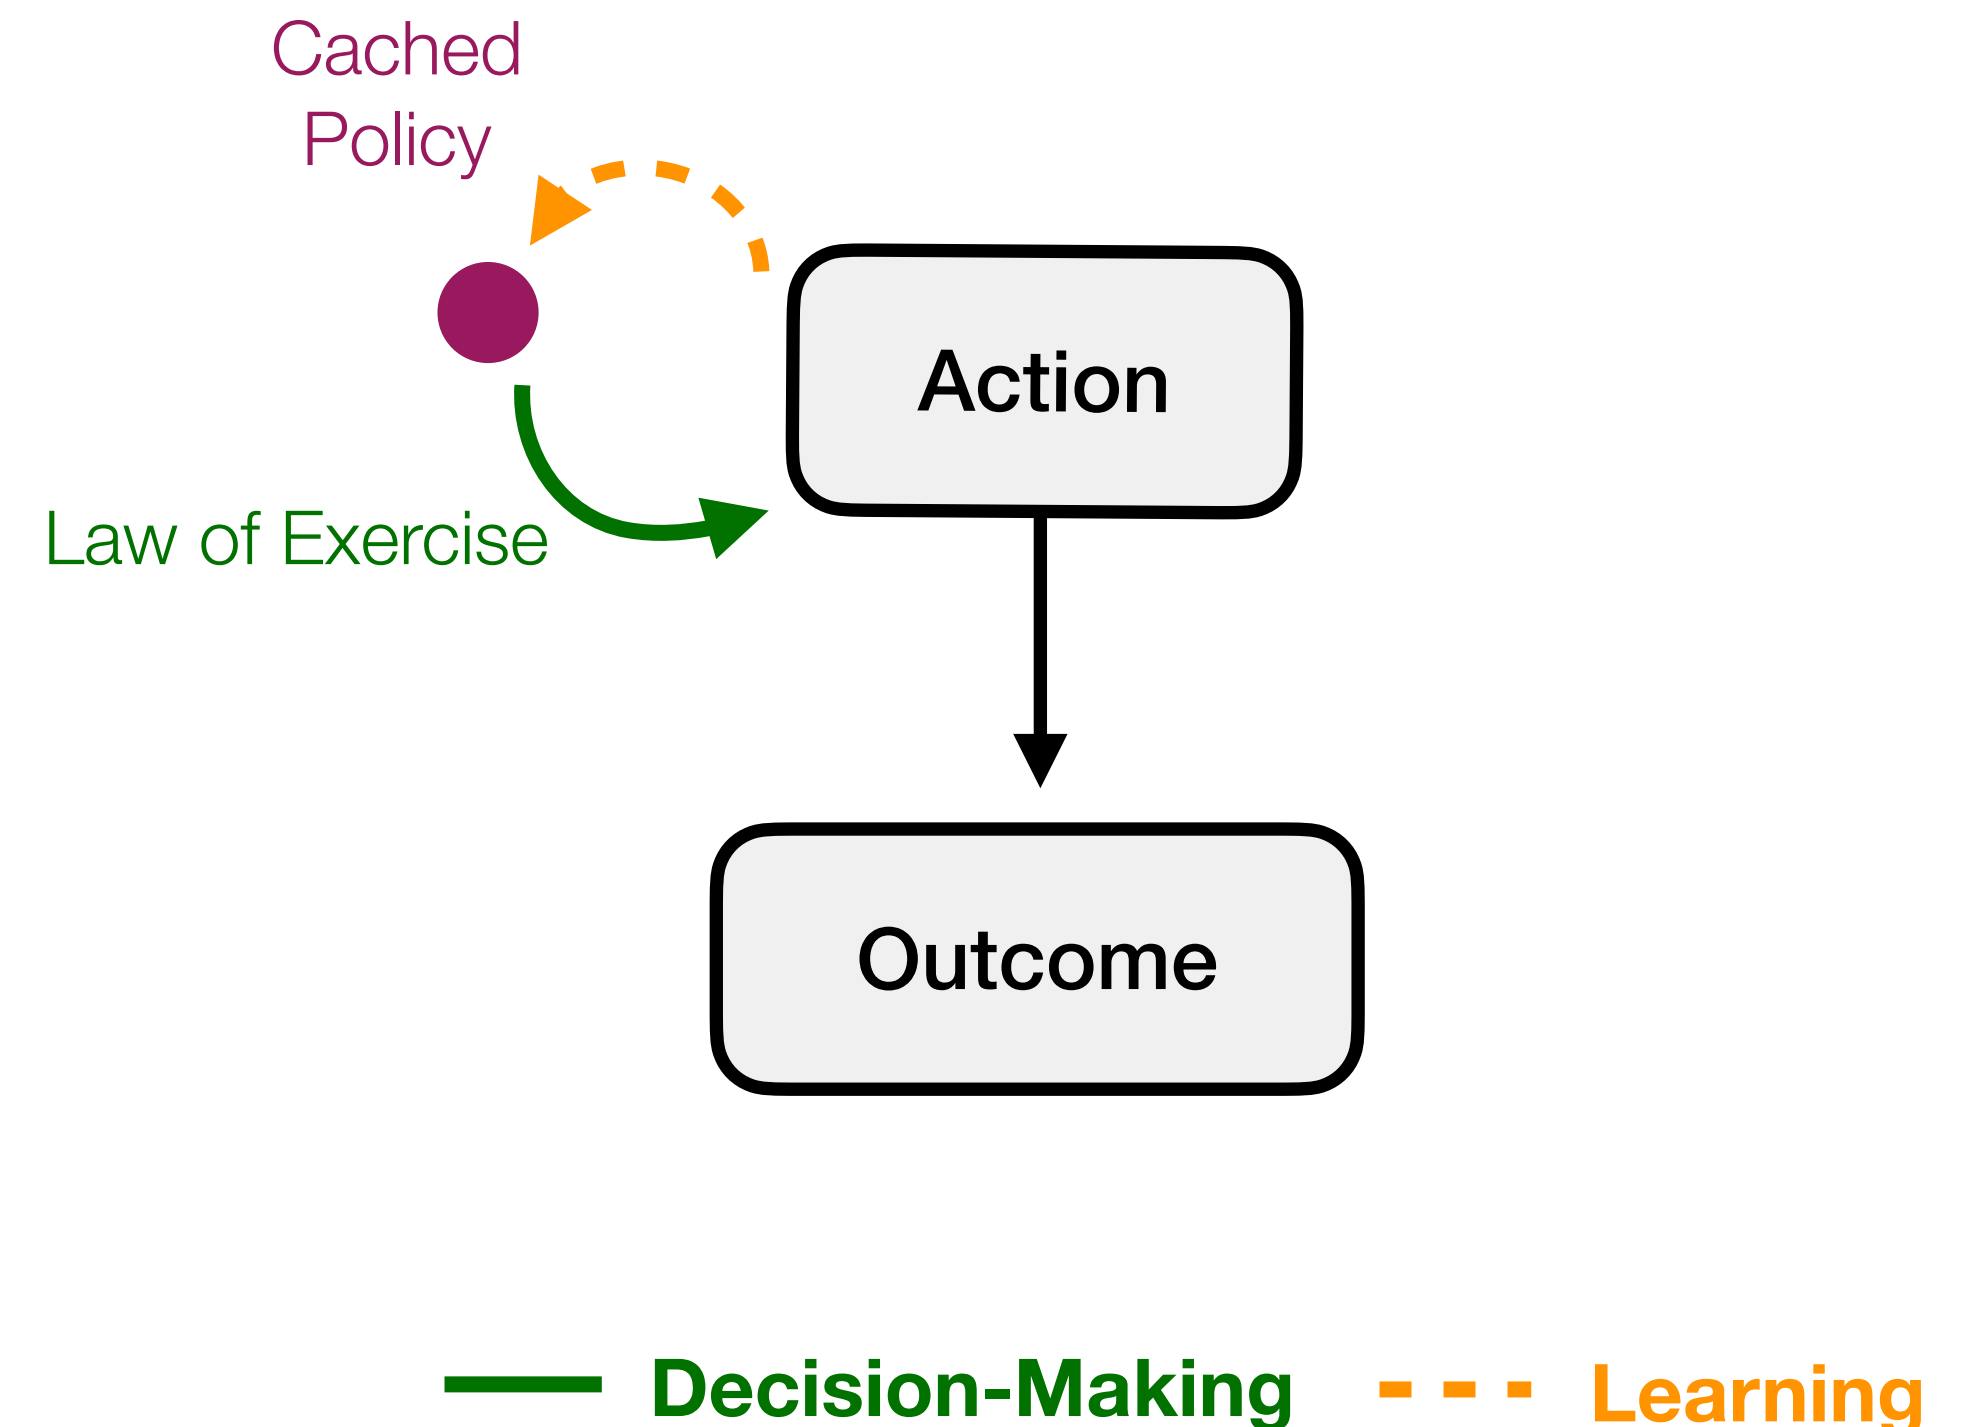 Cached
Policy
Action
Law of Exercise
Outcome
Decision-Making
Learning